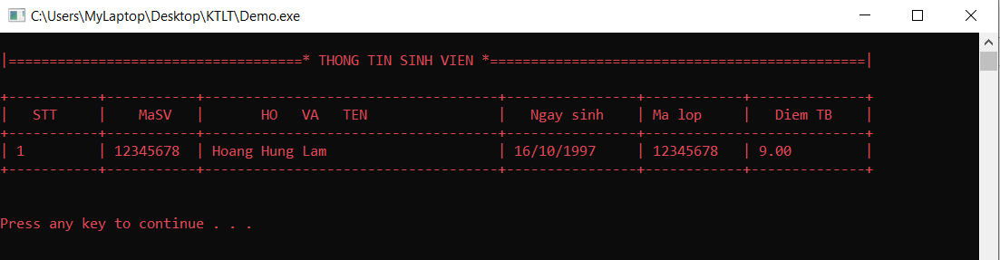 C:\Users\MyLaptop\Desktop\KTLT\Demo.exe
|====================================* THONG TIN SINH VIEN *==============================================|
+-----------+-----------+------------------------------------+----------------+------------+--------------+
|   STT     |    MaSV   |       HO   VA   TEN                |   Ngay sinh    | Ma lop     |   Diem TB    |
+-----------+-----------+------------------------------------+----------------+------------+--------------+
| 1         | 12345678  | Hoang Hung Lam                     | 16/10/1997     | 12345678   | 9.00         |
+-----------+-----------+------------------------------------+----------------+------------+--------------+
Press any key to continue . . .